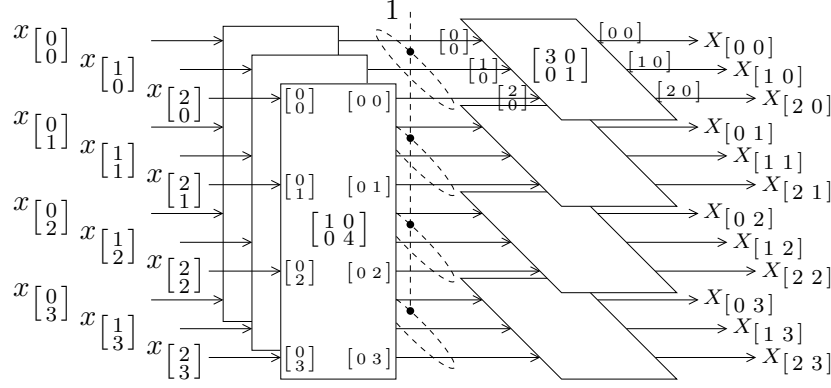 1
x[0 0] [0 0] [3 0 0 1] [0 0] X[0 0]
x[1 0] [1 0] [1 0] X[1 0]
x[2 0] [0 0] [0 0] [2 0] [2 0] X[2 0]
x[0 1] X[0 1]
x[1 1] X[1 1]
x[2 1] [0 1] [0 1] X[2 1]
x[0 2] [1 0 0 4] X[0 2]
x[1 2] X[1 2]
x[2 2] [0 2] [0 2] X[2 2]
x[0 3] X[0 3]
x[1 3] X[1 3]
x[2 3] [0 3] [0 3] X[2 3]